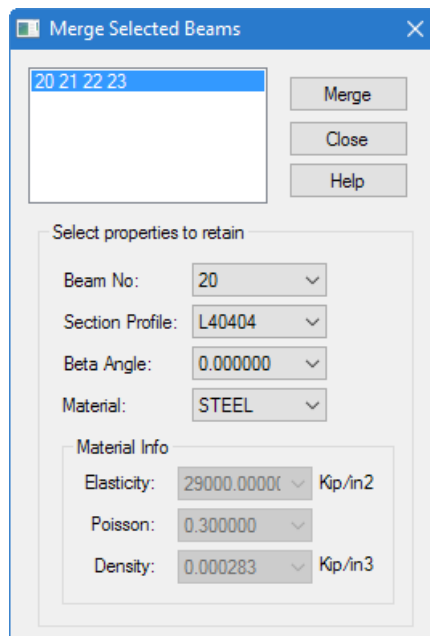 Merge Selected Beams
20 21 22 23
Merge
Close
Help
Select properties to retain
Beam No: 20
Section Profile: L40404
Beta Angle: 0.000000
Material: STEEL
Material Info
Elasticity: 29000.0000( Kip/in2
Poisson: 0.300000
Density: 0.000283 Kip/in3